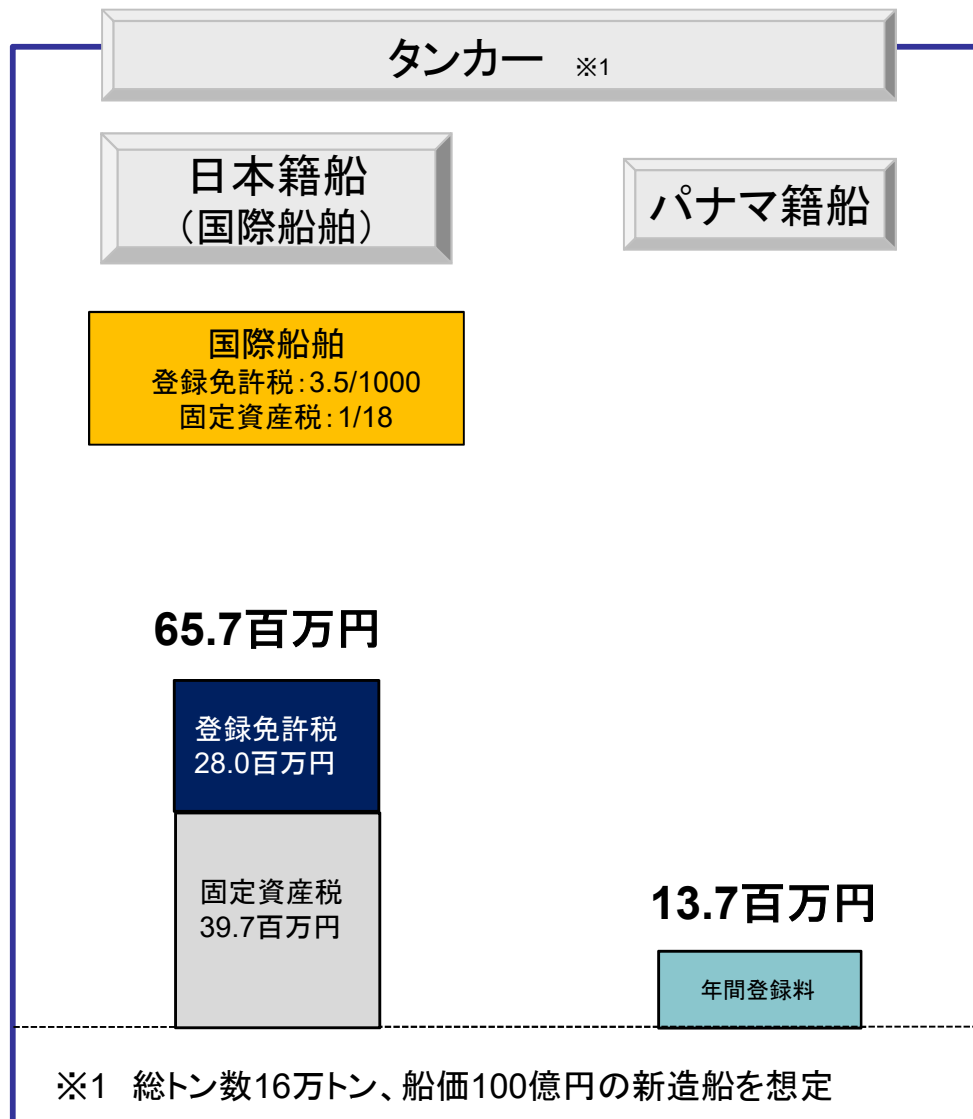 タンカー ※1
日本籍船
（国際船舶）
パナマ籍船
国際船舶
登録免許税：3.5/1000
固定資産税：1/18
65.7百万円
登録免許税
28.0百万円
固定資産税
39.7百万円
13.7百万円
年間登録料
※1 総トン数16万トン、船価100億円の新造船を想定